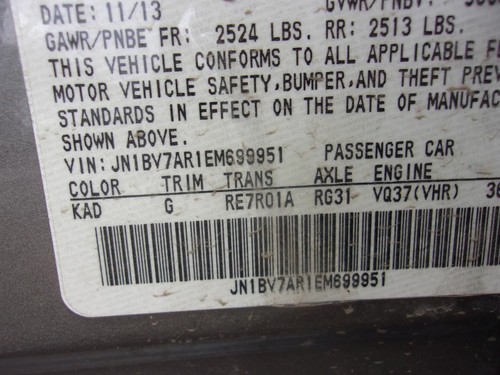 DATE: 11/13 GVWR/PNBV:
GAWR/PNBE FR: 2524 LBS. RR: 2513 LBS.
THIS VEHICLE CONFORMS TO ALL APPLICABLE
MOTOR VEHICLE SAFETY, BUMPER, AND THEFT
STANDARDS IN EFFECT ON THE DATE OF
SHOWN ABOVE.
VIN: JN1BV7AR1EM699951 PASSENGER CAR
COLOR TRIM TRANS AXLE ENGINE
KAD G RE7R01A RG31 VQ37(VHR)
JN1BV7AR1EM699951